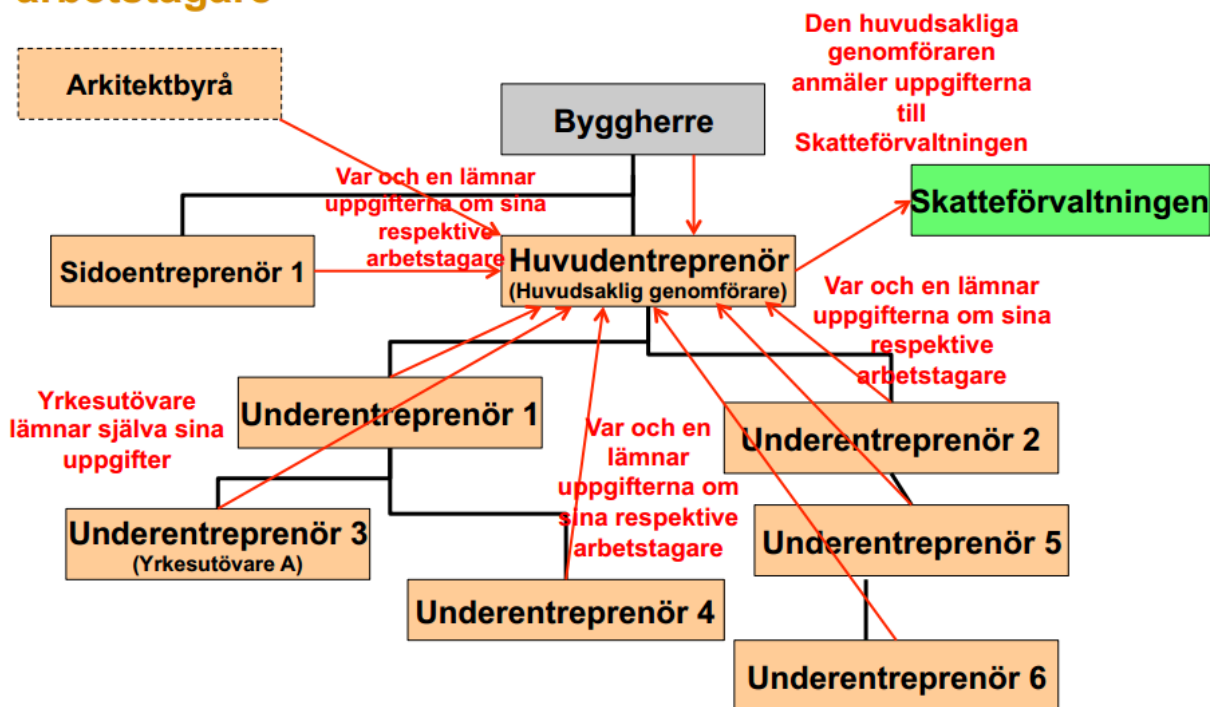 arbetstagare
Den huvudsakliga
genomföraren
anmäler uppgifterna
till
Skatteförvaltningen
Arkitektbyrå
Byggherre
Var och en lämnar
uppgifterna om sina
respektive
arbetstagare
Skatteförvaltningen
Sidoentreprenör 1
Huvudentreprenör
(Huvudsaklig genomförare)
Var och en lämnar
uppgifterna om sina
respektive
arbetstagare
Yrkesutövare
lämnar själva sina
uppgifter
Underentreprenör 1
Var och en
lämnar
uppgifterna om
sina respektive
arbetstagare
Underentreprenör 2
Underentreprenör 3
(Yrkesutövare A)
Underentreprenör 5
Underentreprenör 4
Underentreprenör 6